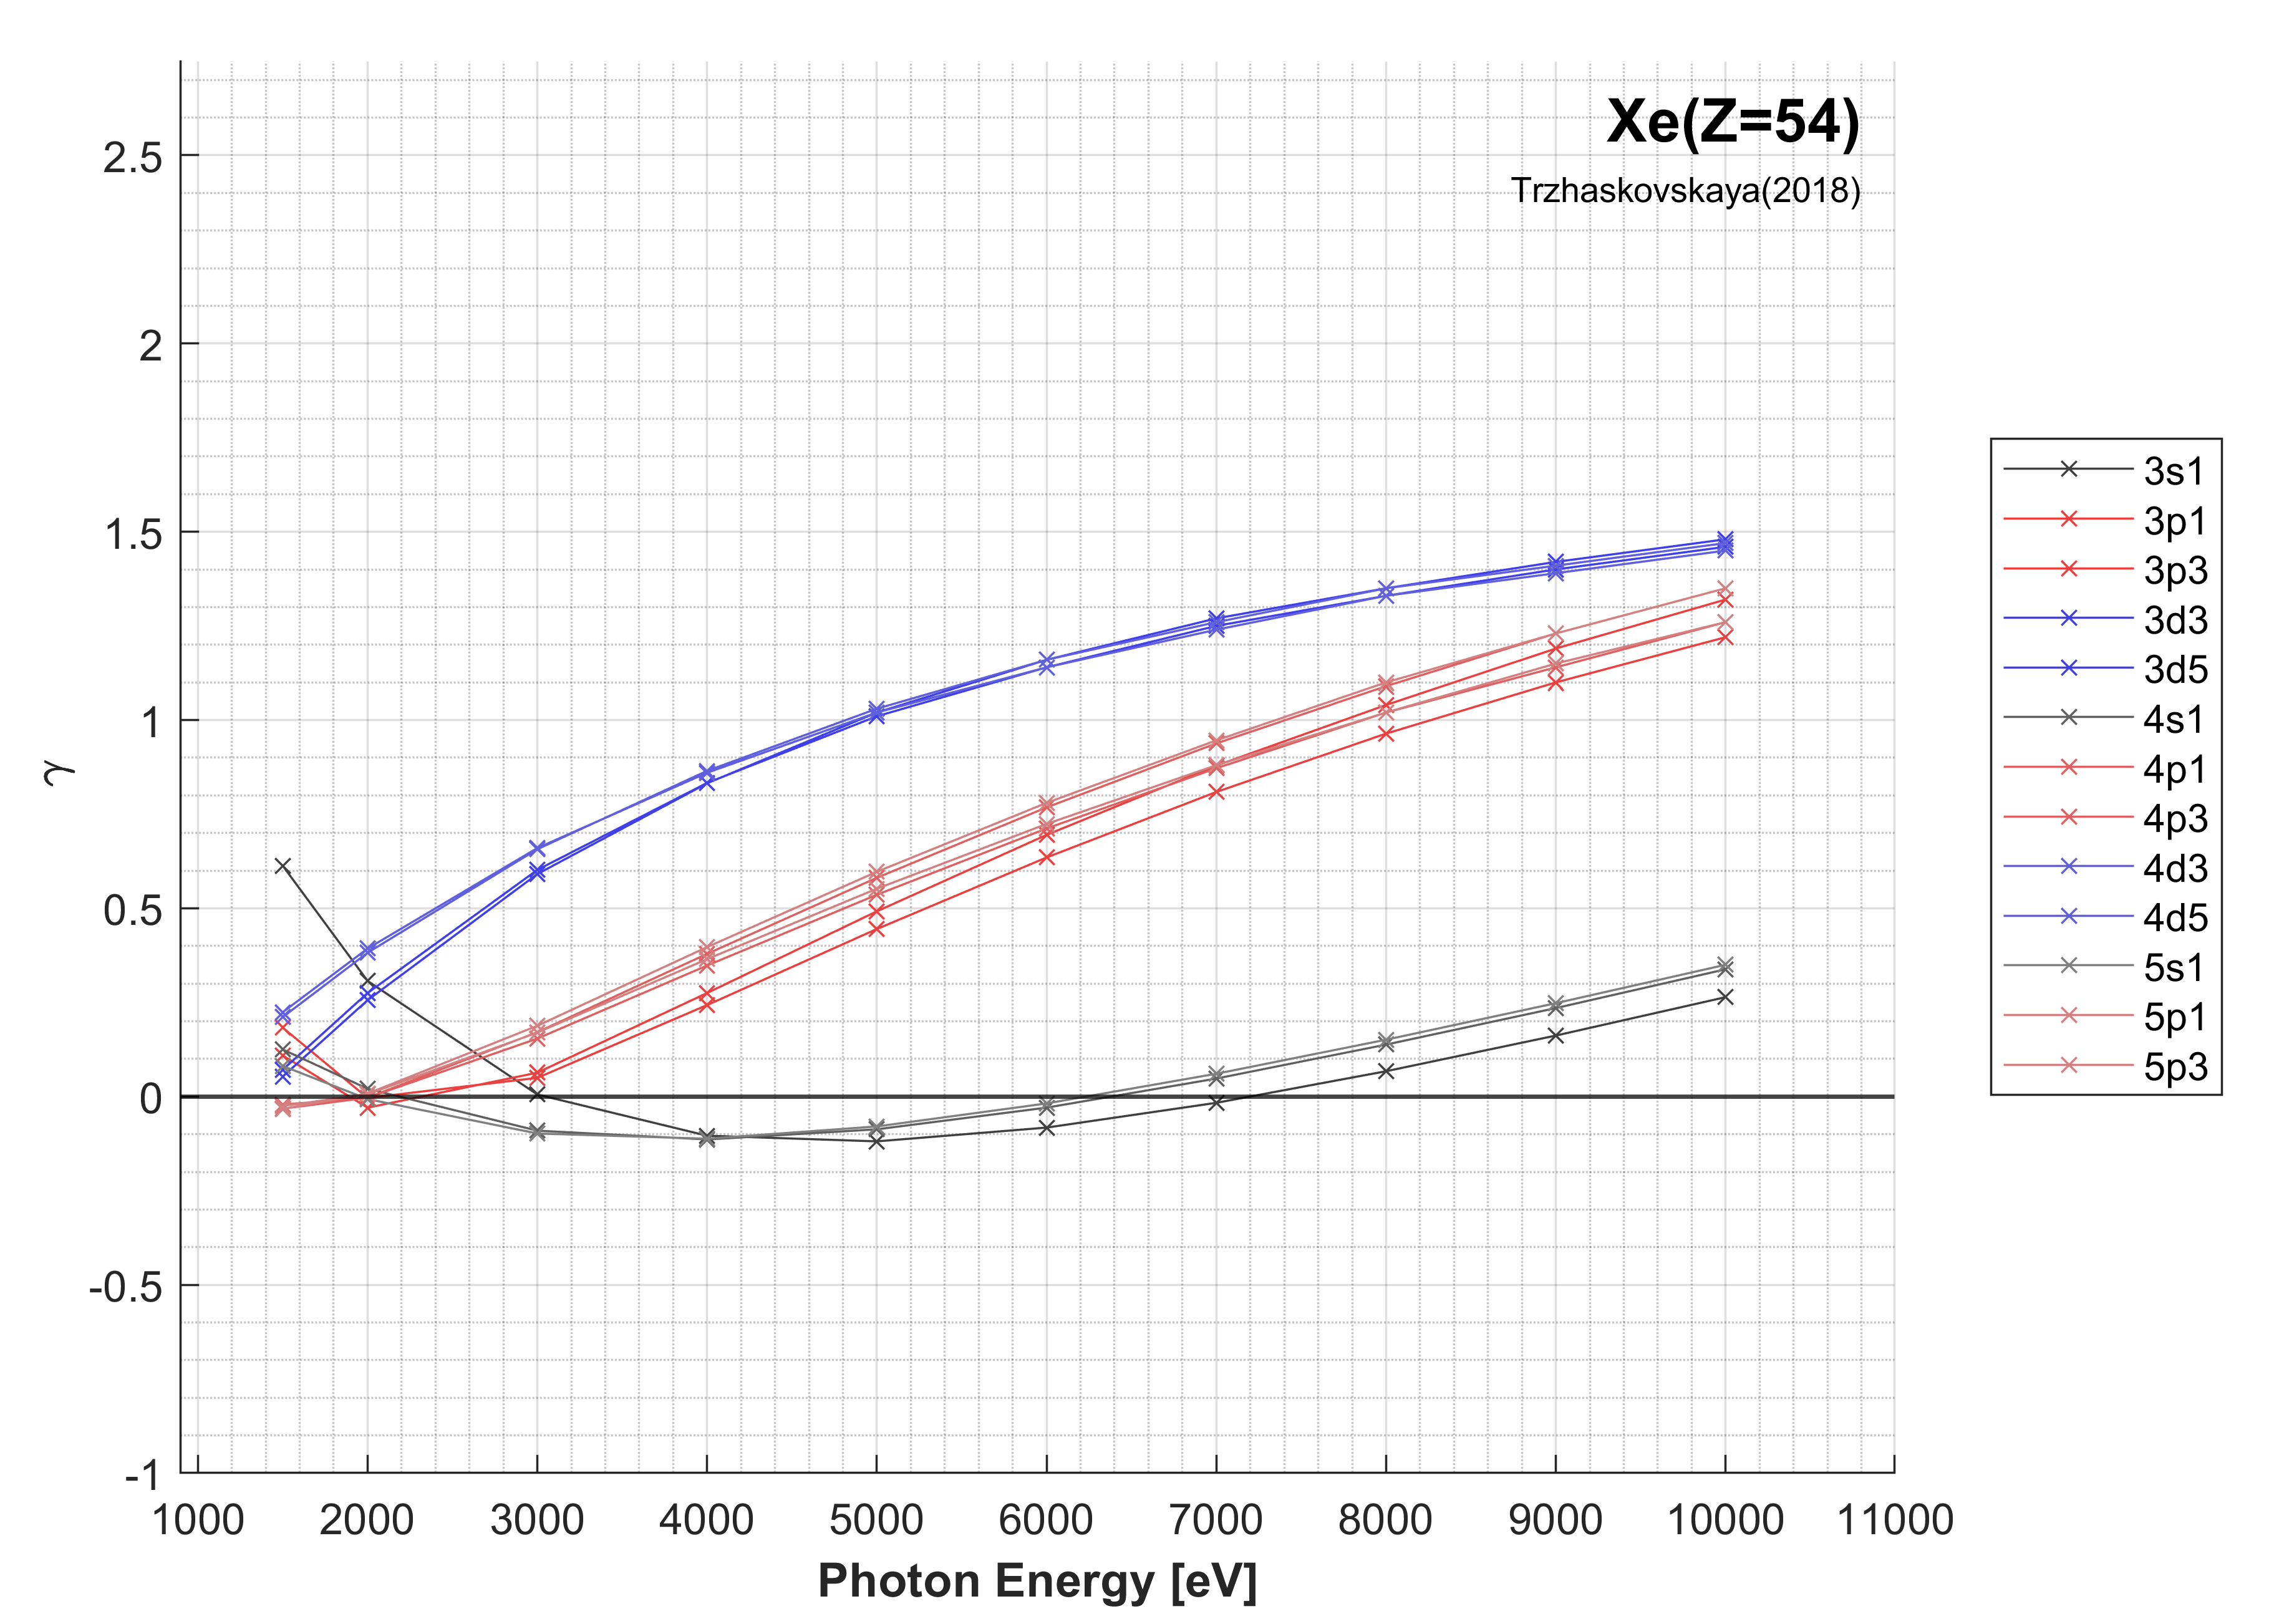 Xe(Z=54)
Trzhaskovskaya(2018)
2.5
2
1.5
1
0.5
0
-0.5
-1
γ
1000 2000 3000 4000 5000 6000 7000 8000 9000 10000 11000
Photon Energy [eV]
3s1
3p1
3p3
3d3
3d5
4s1
4p1
4p3
4d3
4d5
5s1
5p1
5p3